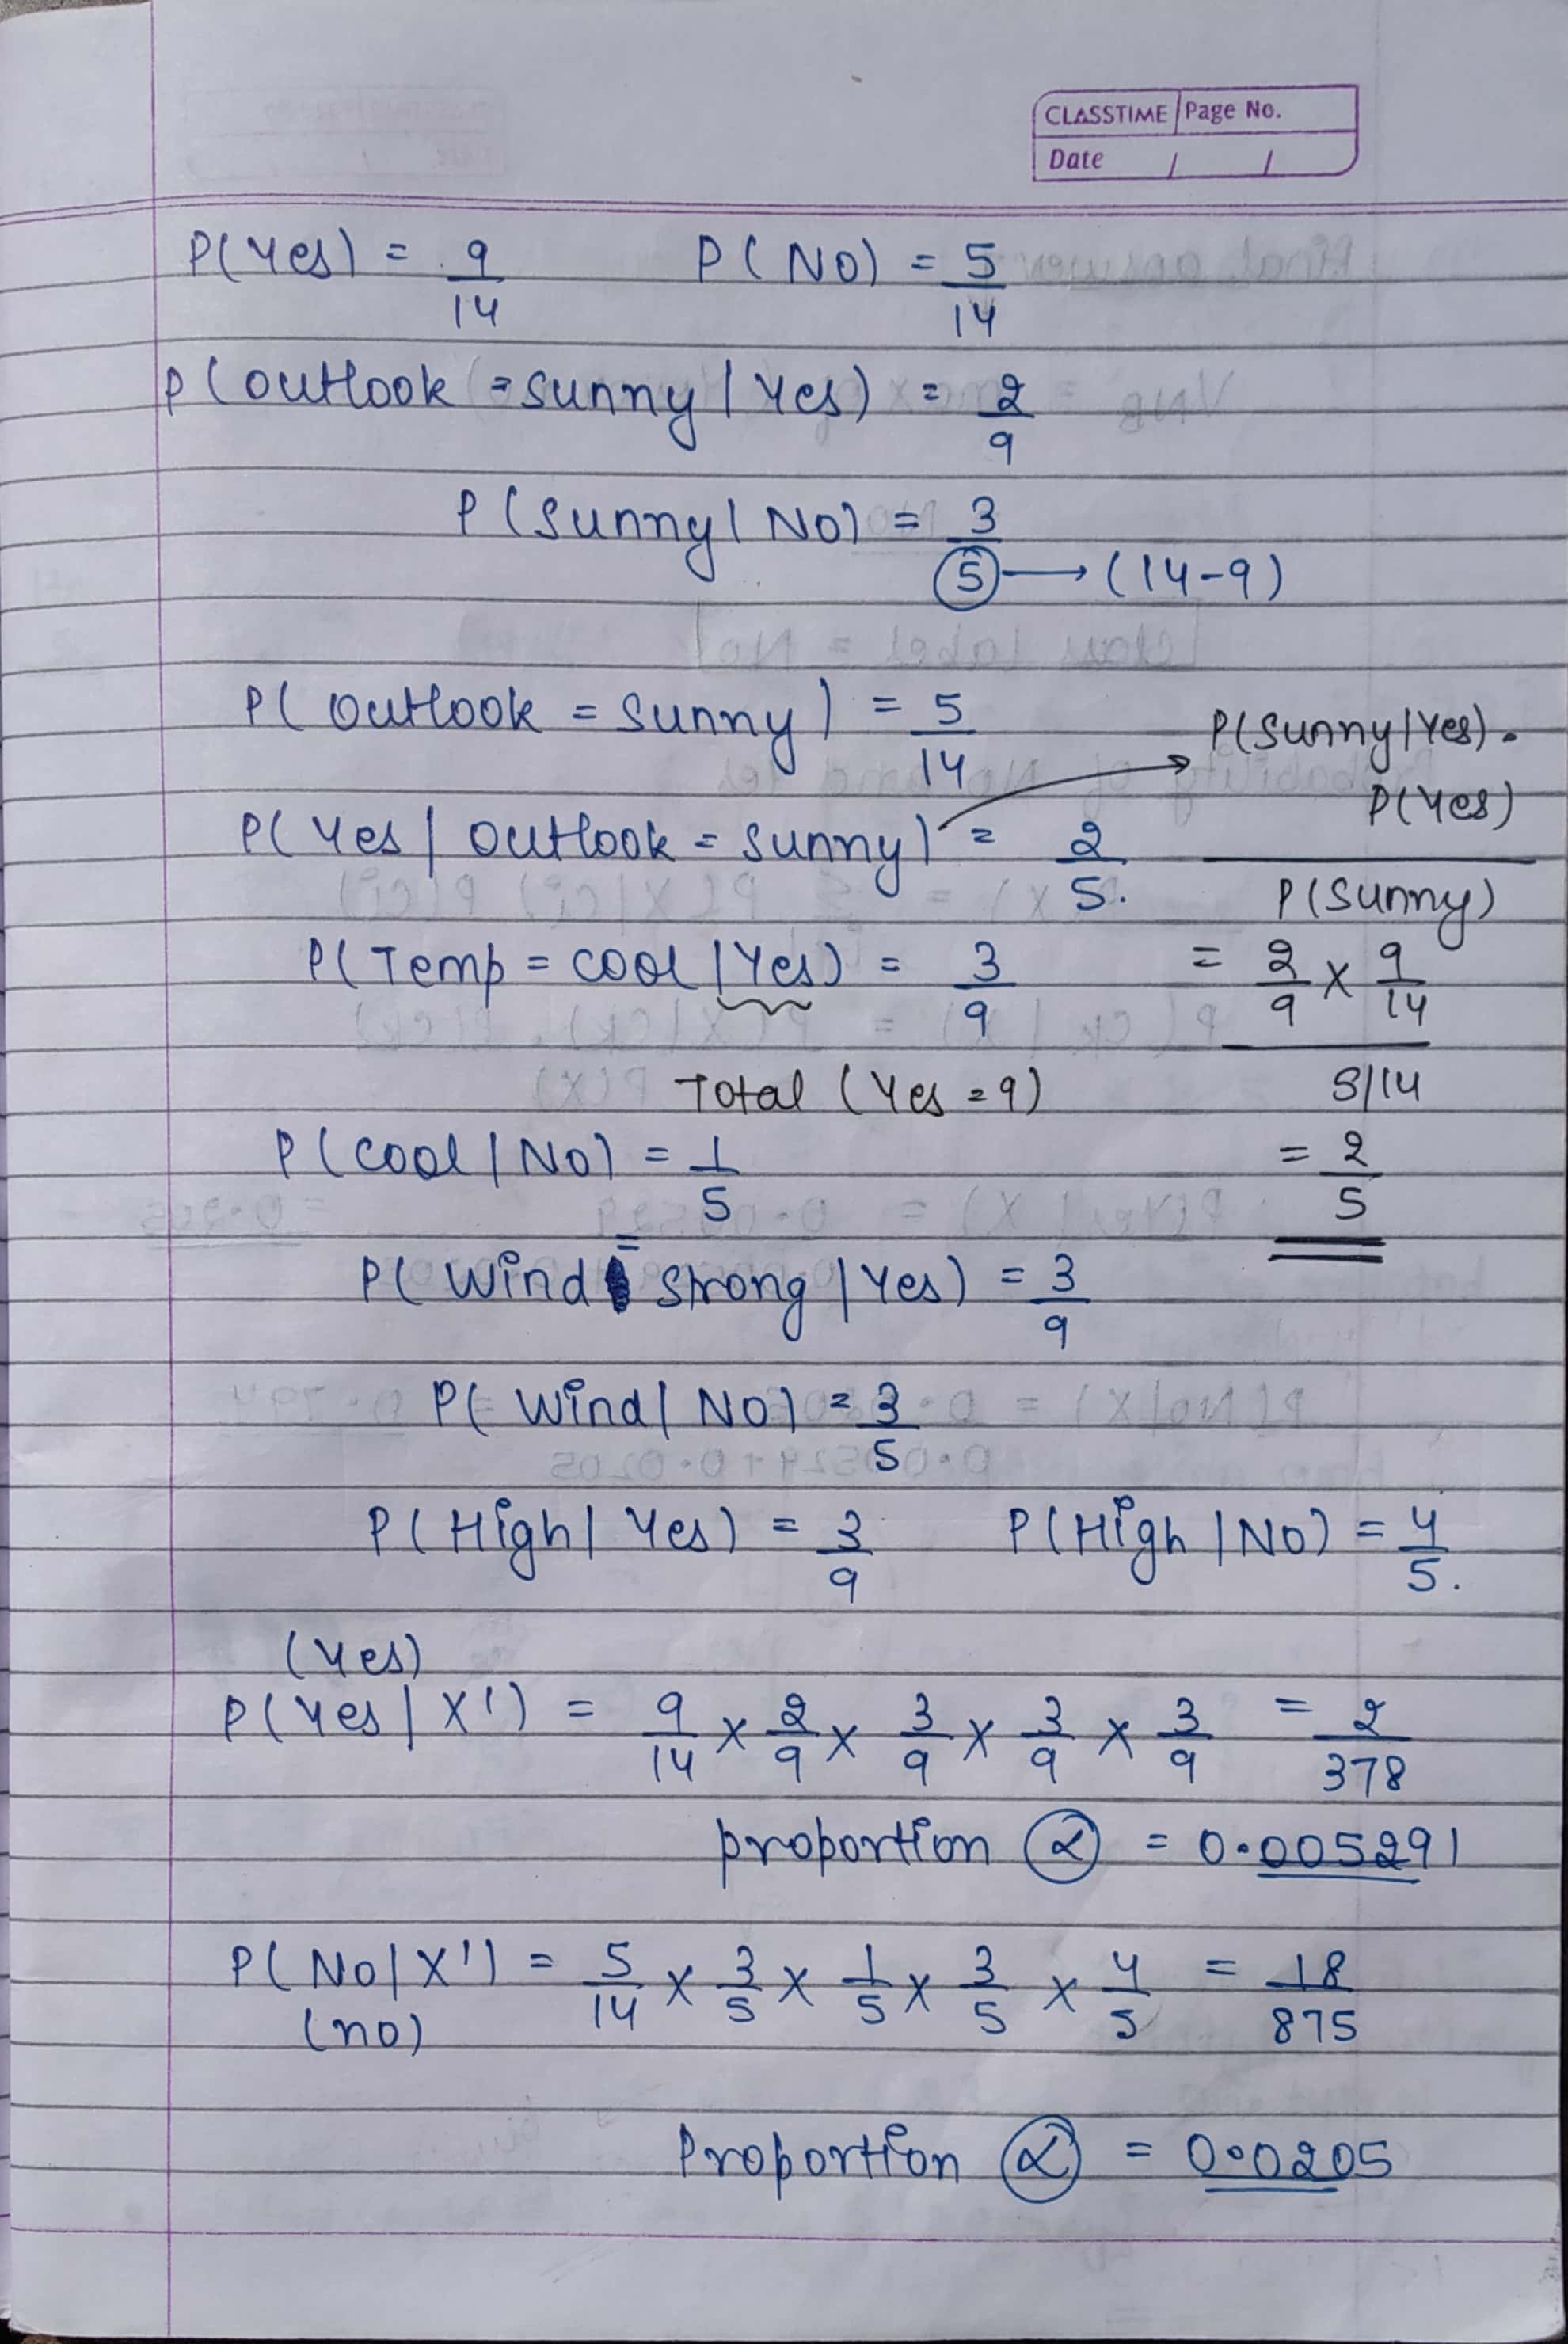 CLASSTIME Page No.
Date / /
P(Yes) = 9/14 P(NO) = 5/14
P(outlook = sunny | Yes) = 2/9
P(sunny | NO) = 3/5 → (14-9)
P(outlook = sunny) = 5/14
P(Yes | outlook = sunny) = 2/5.
P(sunny|Yes). P(Yes) / P(sunny)
= 2/9 x 9/14 / 5/14
= 2/5
P(Temp = cool | Yes) = 3/9
Total (Yes = 9)
P(cool | NO) = 1/5
P(Wind = strong | Yes) = 3/9
P(Wind | NO) = 3/5
P(High | Yes) = 3/9 P(High | NO) = 4/5.
(Yes)
P(Yes | X') = 9/14 x 2/9 x 3/9 x 3/9 x 3/9 = 2/378
proportion α = 0.005291
P(No | X') = 5/14 x 3/5 x 1/5 x 3/5 x 4/5 = 18/875
(no)
Proportion α = 0.0205